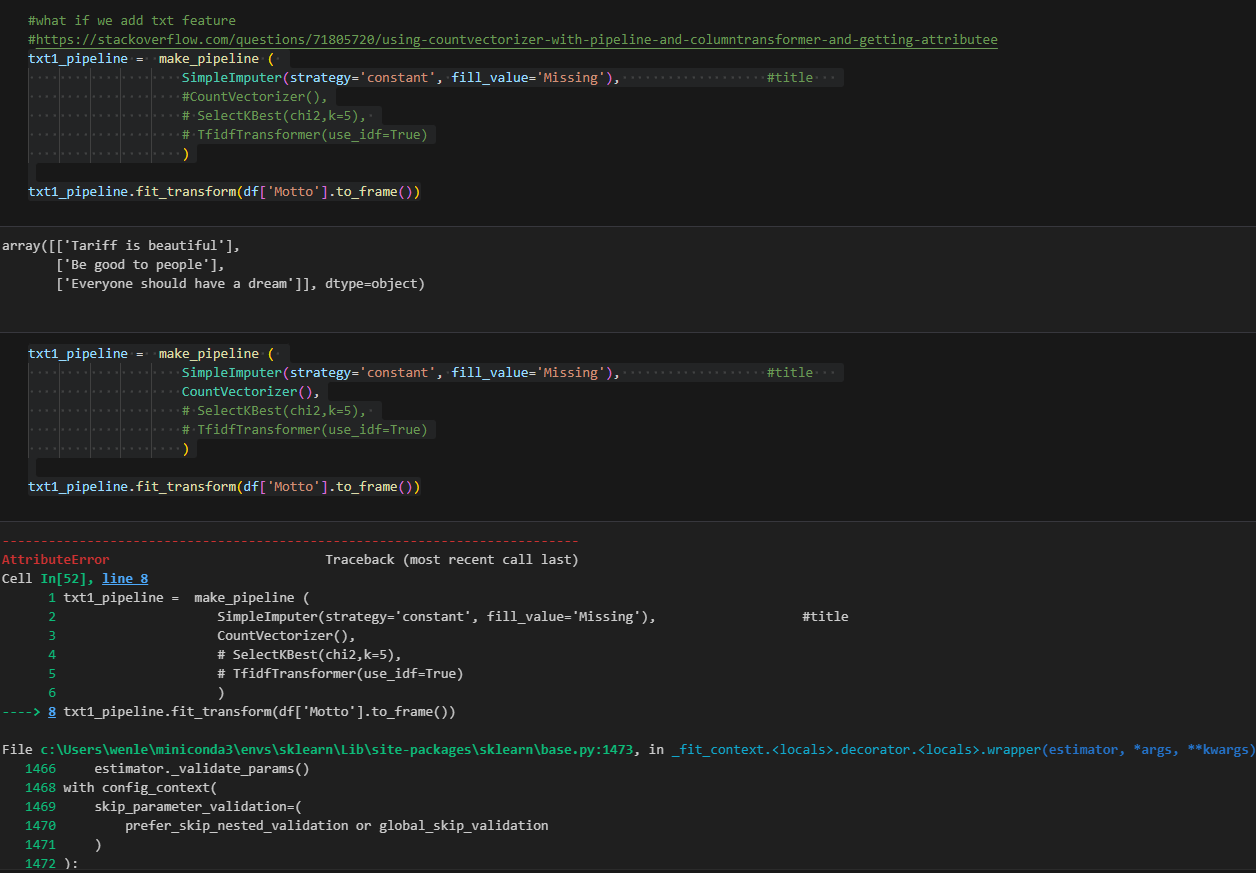 #what if we add txt feature
#https://stackoverflow.com/questions/71805720/using-countvectorizer-with-pipeline-and-columntransformer-and-getting-attributee
txt1_pipeline = make_pipeline (
SimpleImputer(strategy='constant', fill_value='Missing'), #title
#CountVectorizer(),
# SelectKBest(chi2,k=5),
# TfidfTransformer(use_idf=True)
)
txt1_pipeline.fit_transform(df['Motto'].to_frame())
array([['Tariff is beautiful'],
['Be good to people'],
['Everyone should have a dream']], dtype=object)
txt1_pipeline = make_pipeline (
SimpleImputer(strategy='constant', fill_value='Missing'), #title
CountVectorizer(),
# SelectKBest(chi2,k=5),
# TfidfTransformer(use_idf=True)
)
txt1_pipeline.fit_transform(df['Motto'].to_frame())
---------------------------------------------------------------------------
AttributeError Traceback (most recent call last)
Cell In[52], line 8
1 txt1_pipeline = make_pipeline (
2 SimpleImputer(strategy='constant', fill_value='Missing'), #title
3 CountVectorizer(),
4 # SelectKBest(chi2,k=5),
5 # TfidfTransformer(use_idf=True)
6 )
----> 8 txt1_pipeline.fit_transform(df['Motto'].to_frame())
File c:\Users\wenle\miniconda3\envs\sklearn\Lib\site-packages\sklearn\base.py:1473, in _fit_context.<locals>.decorator.<locals>.wrapper(estimator, *args, **kwargs)
1466 estimator._validate_params()
1468 with config_context(
1469 skip_parameter_validation=(
1470 prefer_skip_nested_validation or global_skip_validation
1471 )
1472 ):